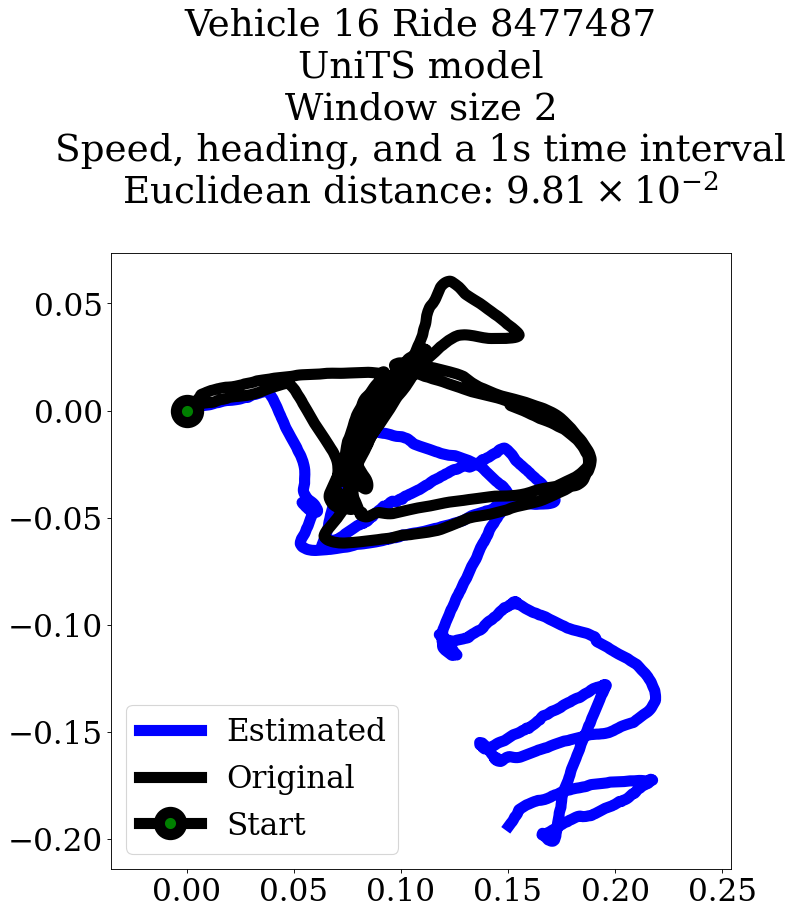 Vehicle 16 Ride 8477487
UniTS model
Window size 2
Speed, heading, and a 1s time interval
Euclidean distance: 9.81 × 10⁻²
0.05
0.00
−0.05
−0.10
−0.15
−0.20
Estimated
Original
Start
0.00 0.05 0.10 0.15 0.20 0.25